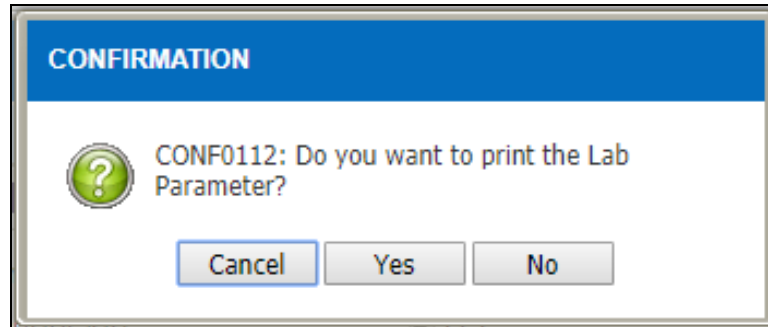 CONFIRMATION
CONF0112: Do you want to print the Lab
Parameter?
Cancel Yes No